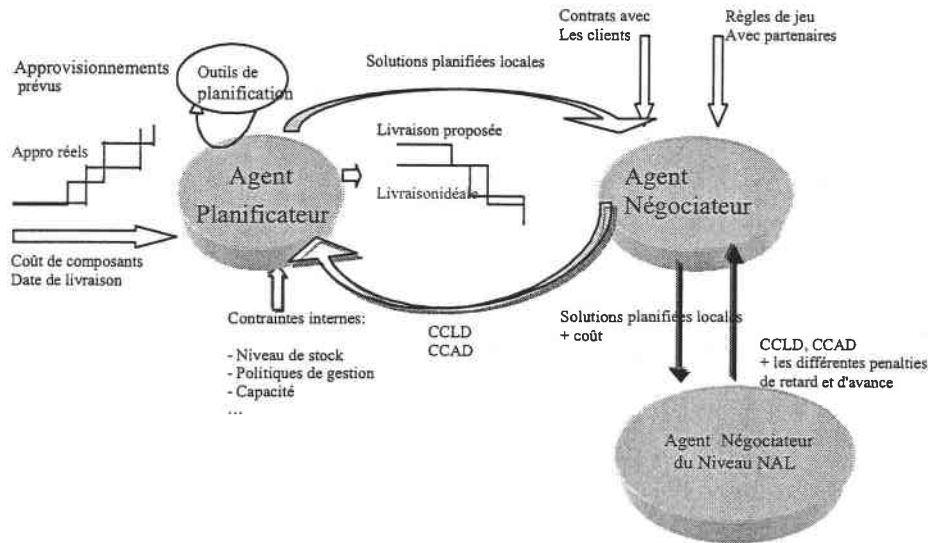 Contrats avec
Les clients
Règles de jeu
Avec partenaires
Approvisionnements
prévus
Outils de
planification
Solutions planifiées locales
Appro réels
Livraison proposée
Livraisonidéale
Agent
Planificateur
Agent
Négociateur
Coût de composants
Date de livraison
Contraintes internes:
- Niveau de stock
- Politiques de gestion
- Capacité
...
CCLD
CCAD
Solutions planifiées locales
+ coût
CCLD, CCAD
+ les différentes penalties
de retard et d'avance
Agent Négociateur
du Niveau NAL